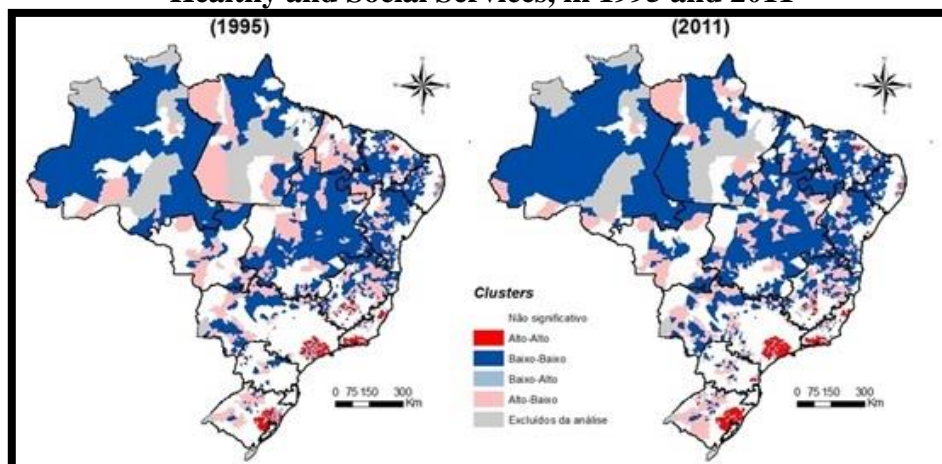 Healthy and Social Services, in 1995 and 2011
(1995)
(2011)
Clusters
Não significativo
Alto-Alto
Baixo-Baixo
Baixo-Alto
Alto-Baixo
Excluídos da análise
0 75 150 300
Km
0 75 150 300
Km